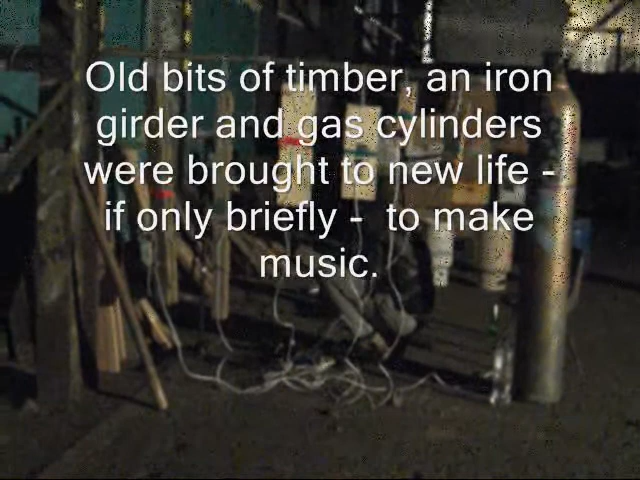 Old bits of timber, an iron
girder and gas cylinders
were brought to new life -
if only briefly -  to make
music.